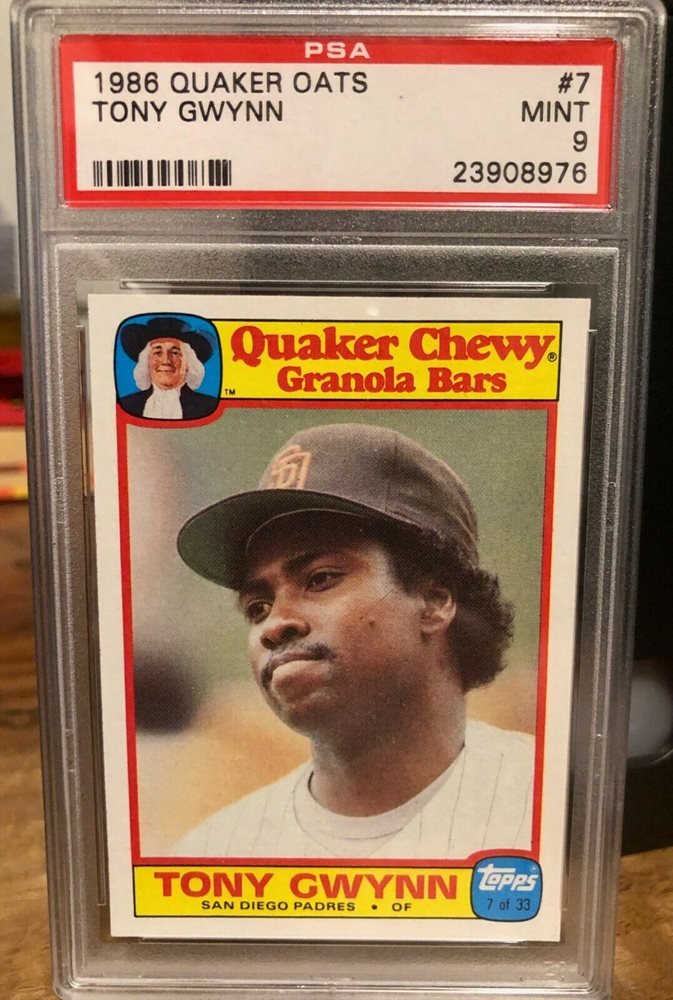 PSA
1986 QUAKER OATS #7
TONY GWYNN MINT
9
23908976
Quaker Chewy®
Granola Bars
TM
SD
TONY GWYNN
SAN DIEGO PADRES • OF
topps
7 of 33